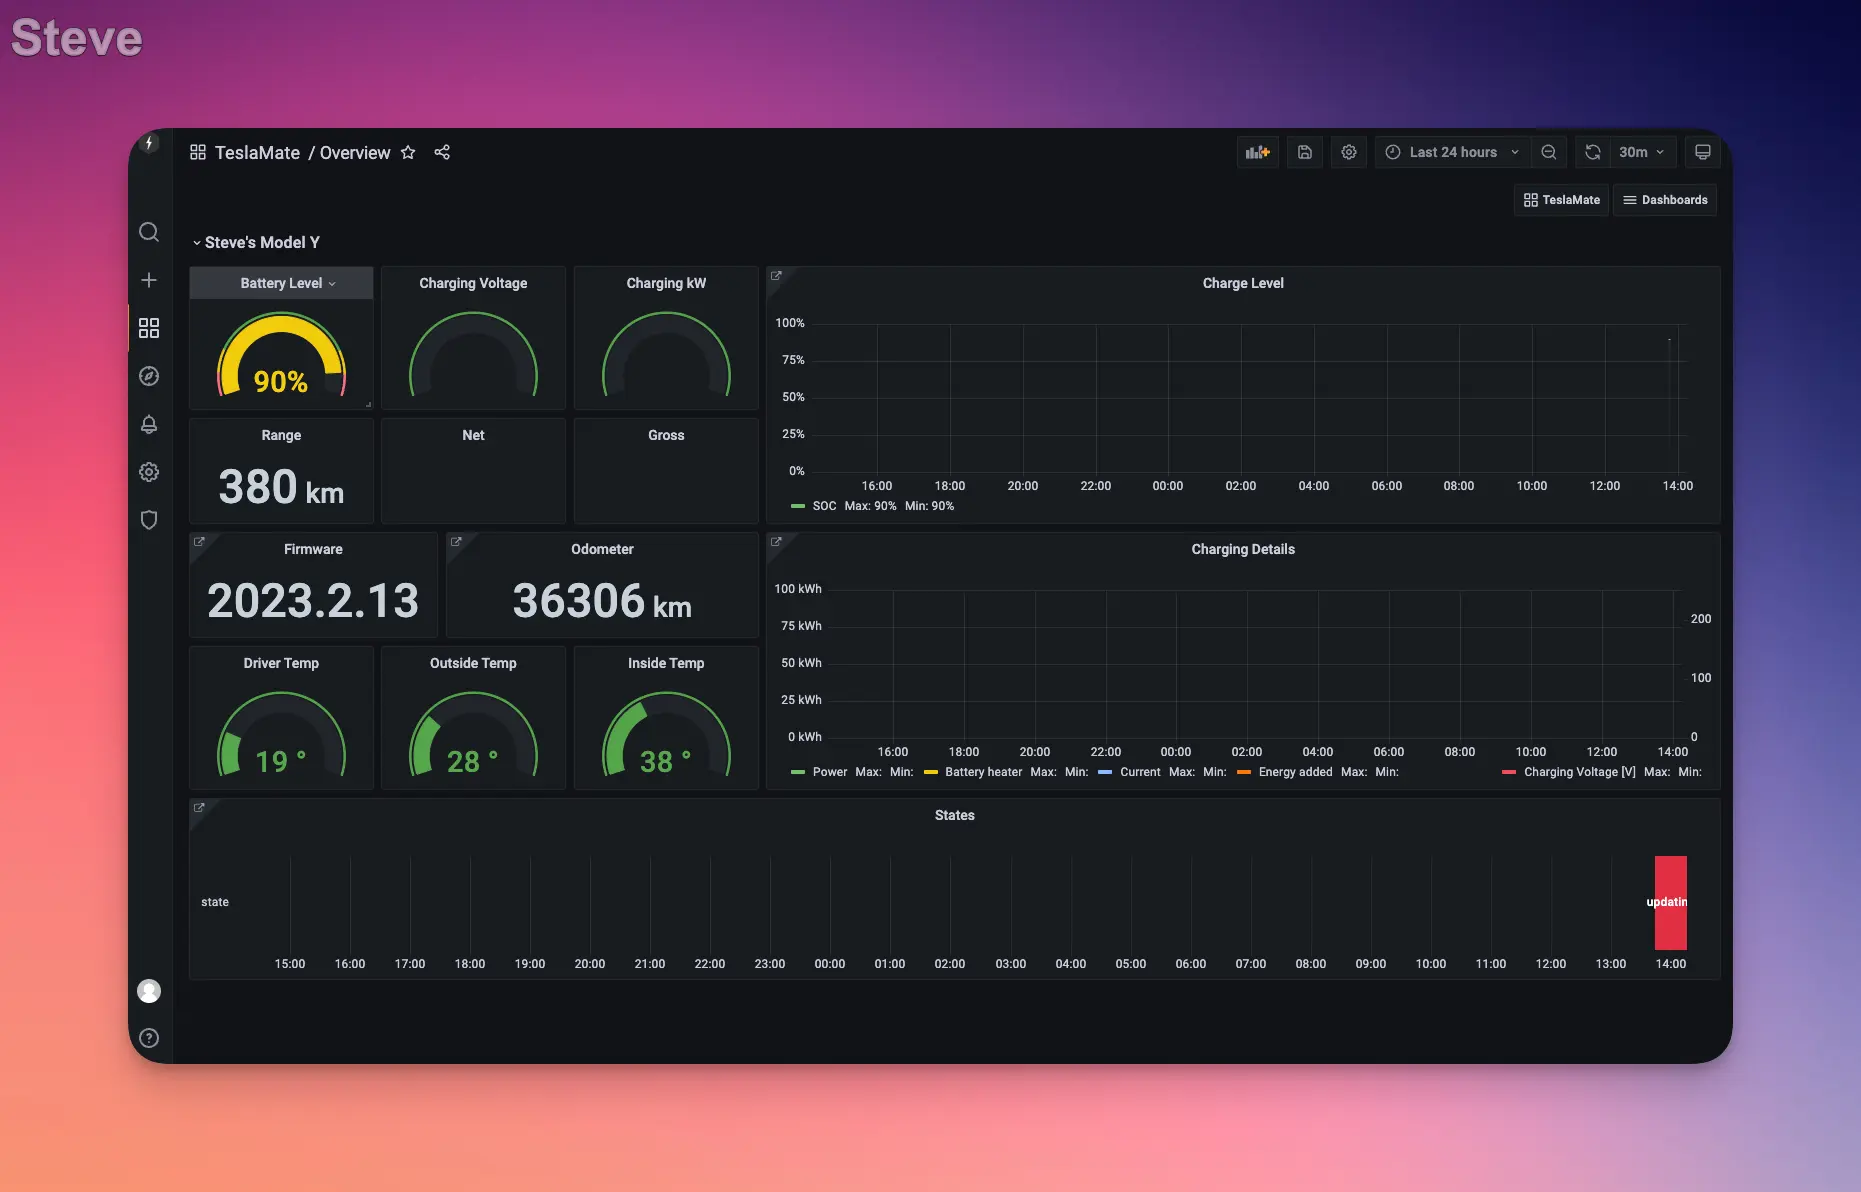 Steve
TeslaMate / Overview
Last 24 hours
30m
TeslaMate
Dashboards
Steve's Model Y
Battery Level
90%
Charging Voltage
Charging kW
Range
380 km
Net
Gross
Charge Level
100%
75%
50%
25%
0%
16:00 18:00 20:00 22:00 00:00 02:00 04:00 06:00 08:00 10:00 12:00 14:00
SOC Max: 90% Min: 90%
Firmware
2023.2.13
Odometer
36306 km
Driver Temp
19 °
Outside Temp
28 °
Inside Temp
38 °
Charging Details
100 kWh
75 kWh
50 kWh
25 kWh
0 kWh
200
100
0
16:00 18:00 20:00 22:00 00:00 02:00 04:00 06:00 08:00 10:00 12:00 14:00
Power Max: Min: Battery heater Max: Min: Current Max: Min: Energy added Max: Min: Charging Voltage [V] Max: Min:
States
state
updatin
15:00 16:00 17:00 18:00 19:00 20:00 21:00 22:00 23:00 00:00 01:00 02:00 03:00 04:00 05:00 06:00 07:00 08:00 09:00 10:00 11:00 12:00 13:00 14:00